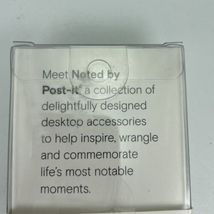 Meet Noted by
Post-it® a collection of
delightfully designed
desktop accessories
to help inspire, wrangle
and commemorate
life's most notable
moments.